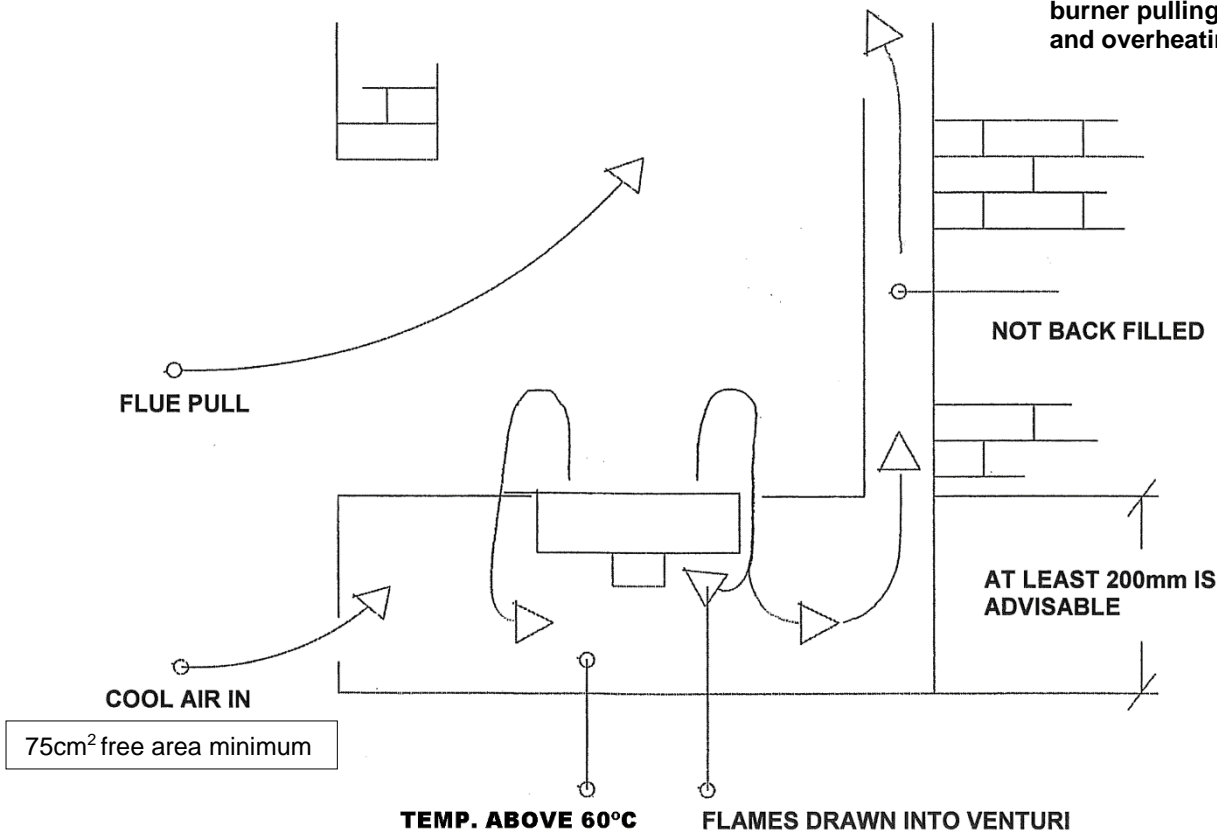 burner pulling
and overheatin
NOT BACK FILLED
FLUE PULL
AT LEAST 200mm IS
ADVISABLE
COOL AIR IN
75cm² free area minimum
TEMP. ABOVE 60ºC
FLAMES DRAWN INTO VENTURI